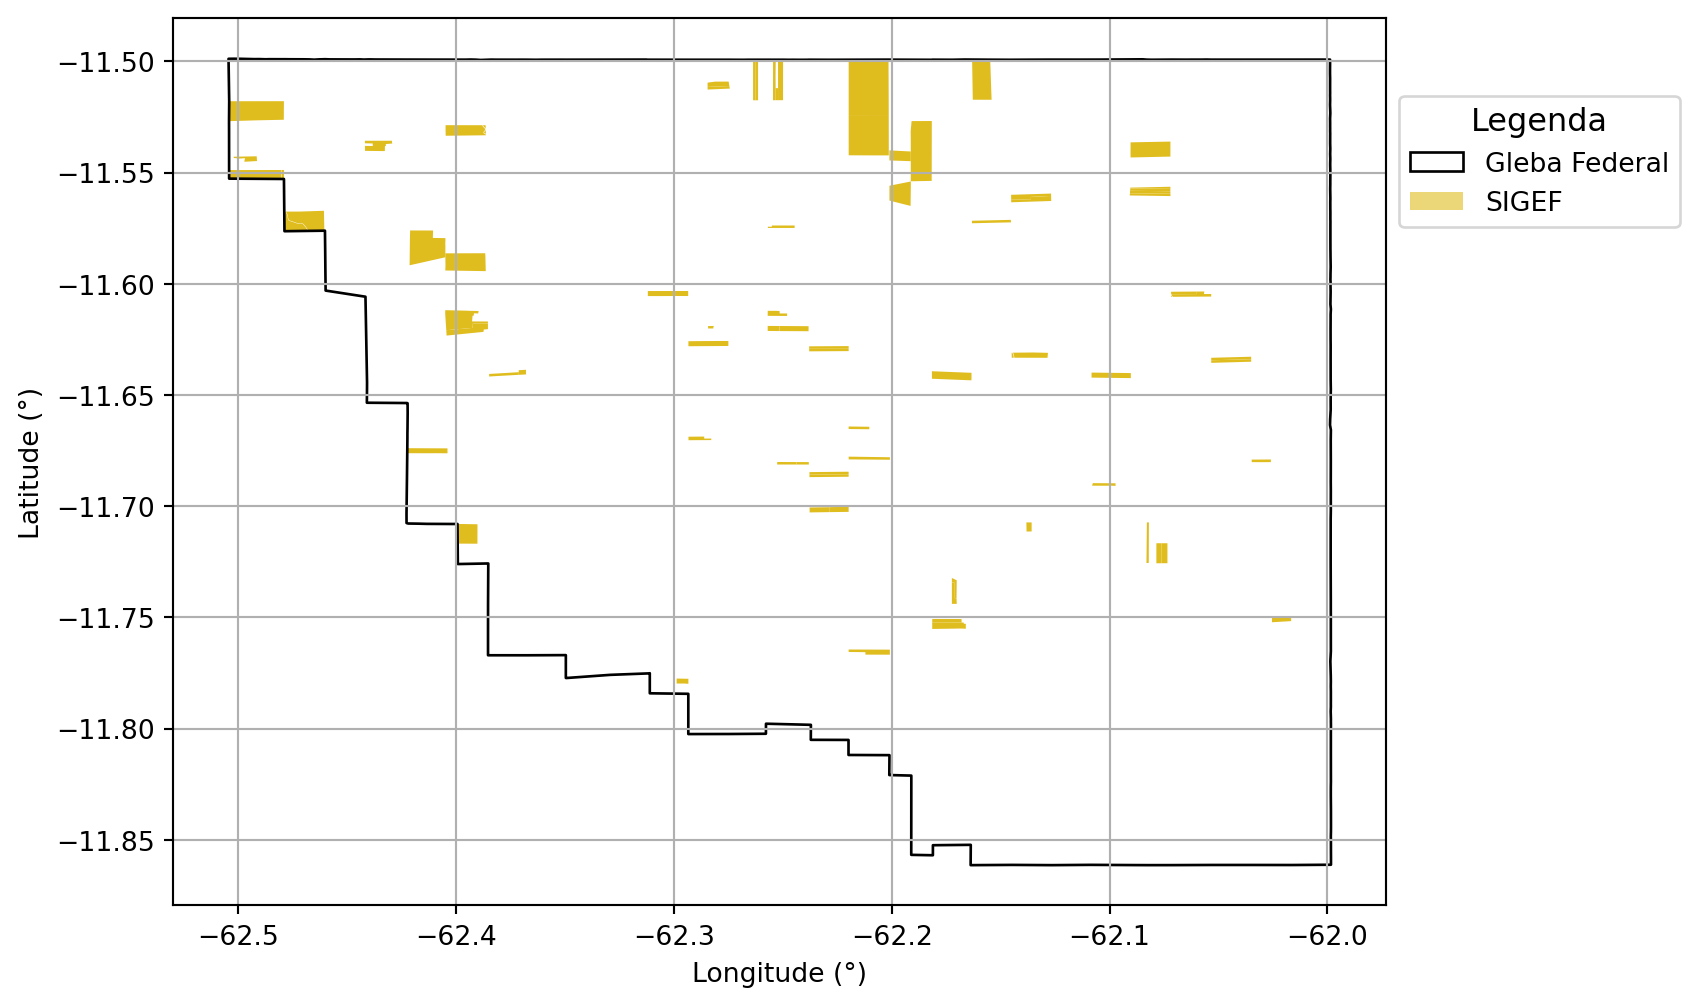 Legenda
Gleba Federal
SIGEF
Latitude (°)
−11.50
−11.55
−11.60
−11.65
−11.70
−11.75
−11.80
−11.85
−62.5 −62.4 −62.3 −62.2 −62.1 −62.0
Longitude (°)